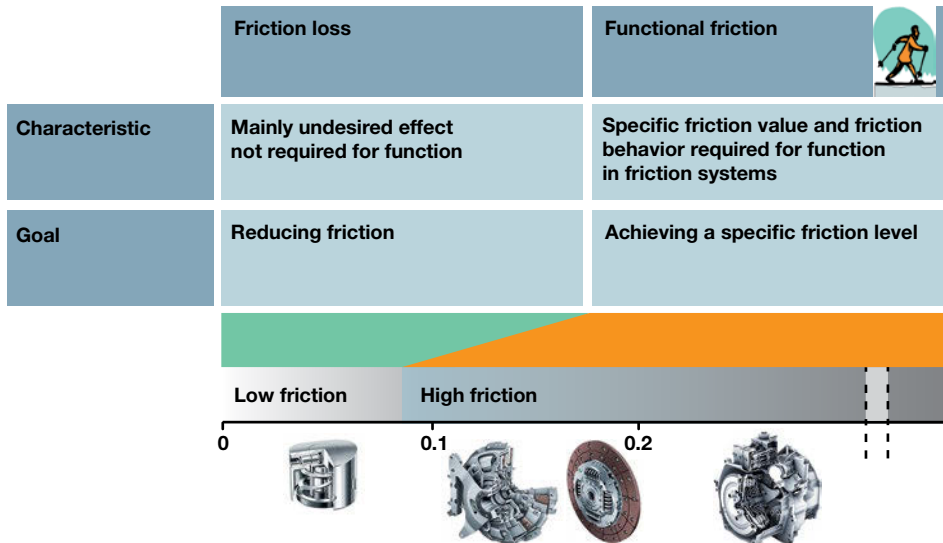 Friction loss
Functional friction
Characteristic
Mainly undesired effect
not required for function
Specific friction value and friction
behavior required for function
in friction systems
Goal
Reducing friction
Achieving a specific friction level
Low friction
High friction
0
0.1
0.2